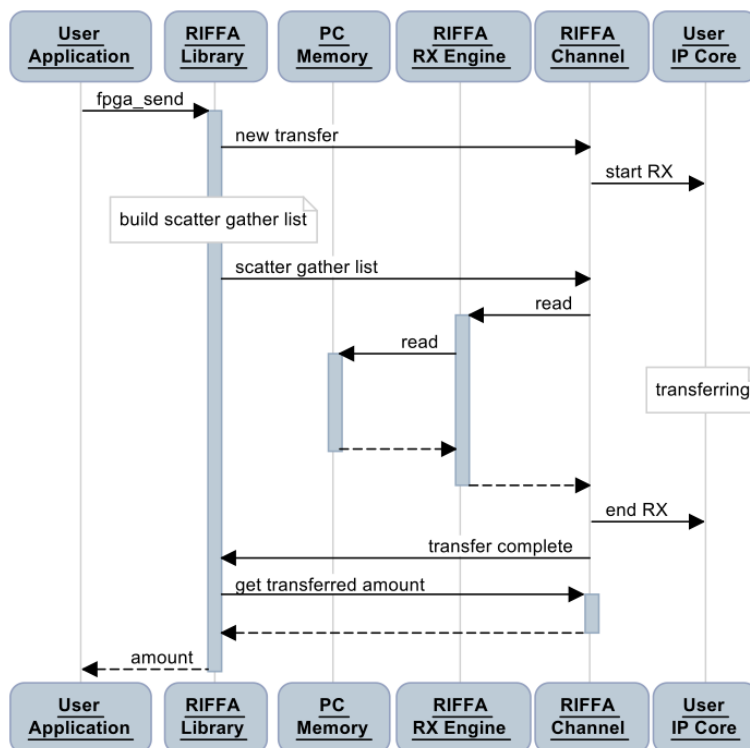 User
Application
RIFFA
Library
PC
Memory
RIFFA
RX Engine
RIFFA
Channel
User
IP Core
fpga_send
new transfer
start RX
build scatter gather list
scatter gather list
read
read
transferring
end RX
transfer complete
get transferred amount
amount
User
Application
RIFFA
Library
PC
Memory
RIFFA
RX Engine
RIFFA
Channel
User
IP Core